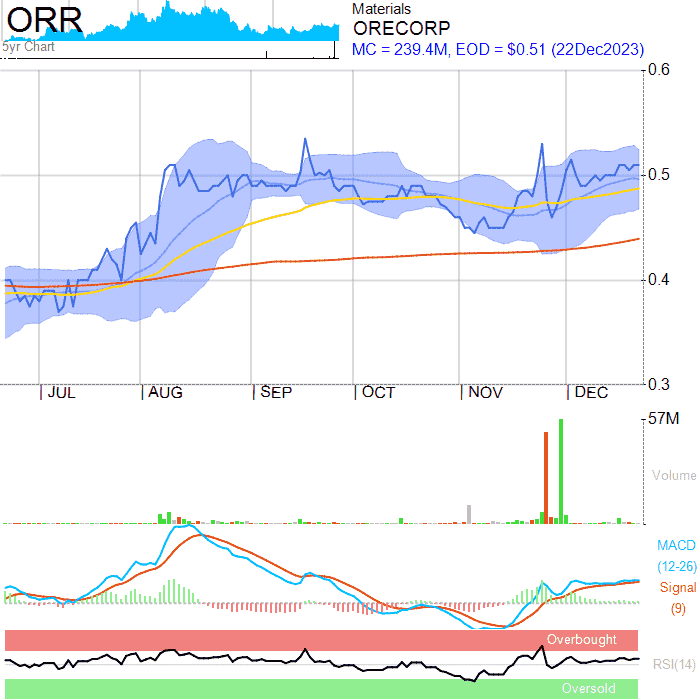 ORR
5yr Chart
Materials
ORECORP
MC = 239.4M, EOD = $0.51 (22Dec2023)
0.6
0.5
0.4
0.3
JUL
AUG
SEP
OCT
NOV
DEC
57M
Volume
MACD
(12-26)
Signal
(9)
Overbought
RSI(14)
Oversold